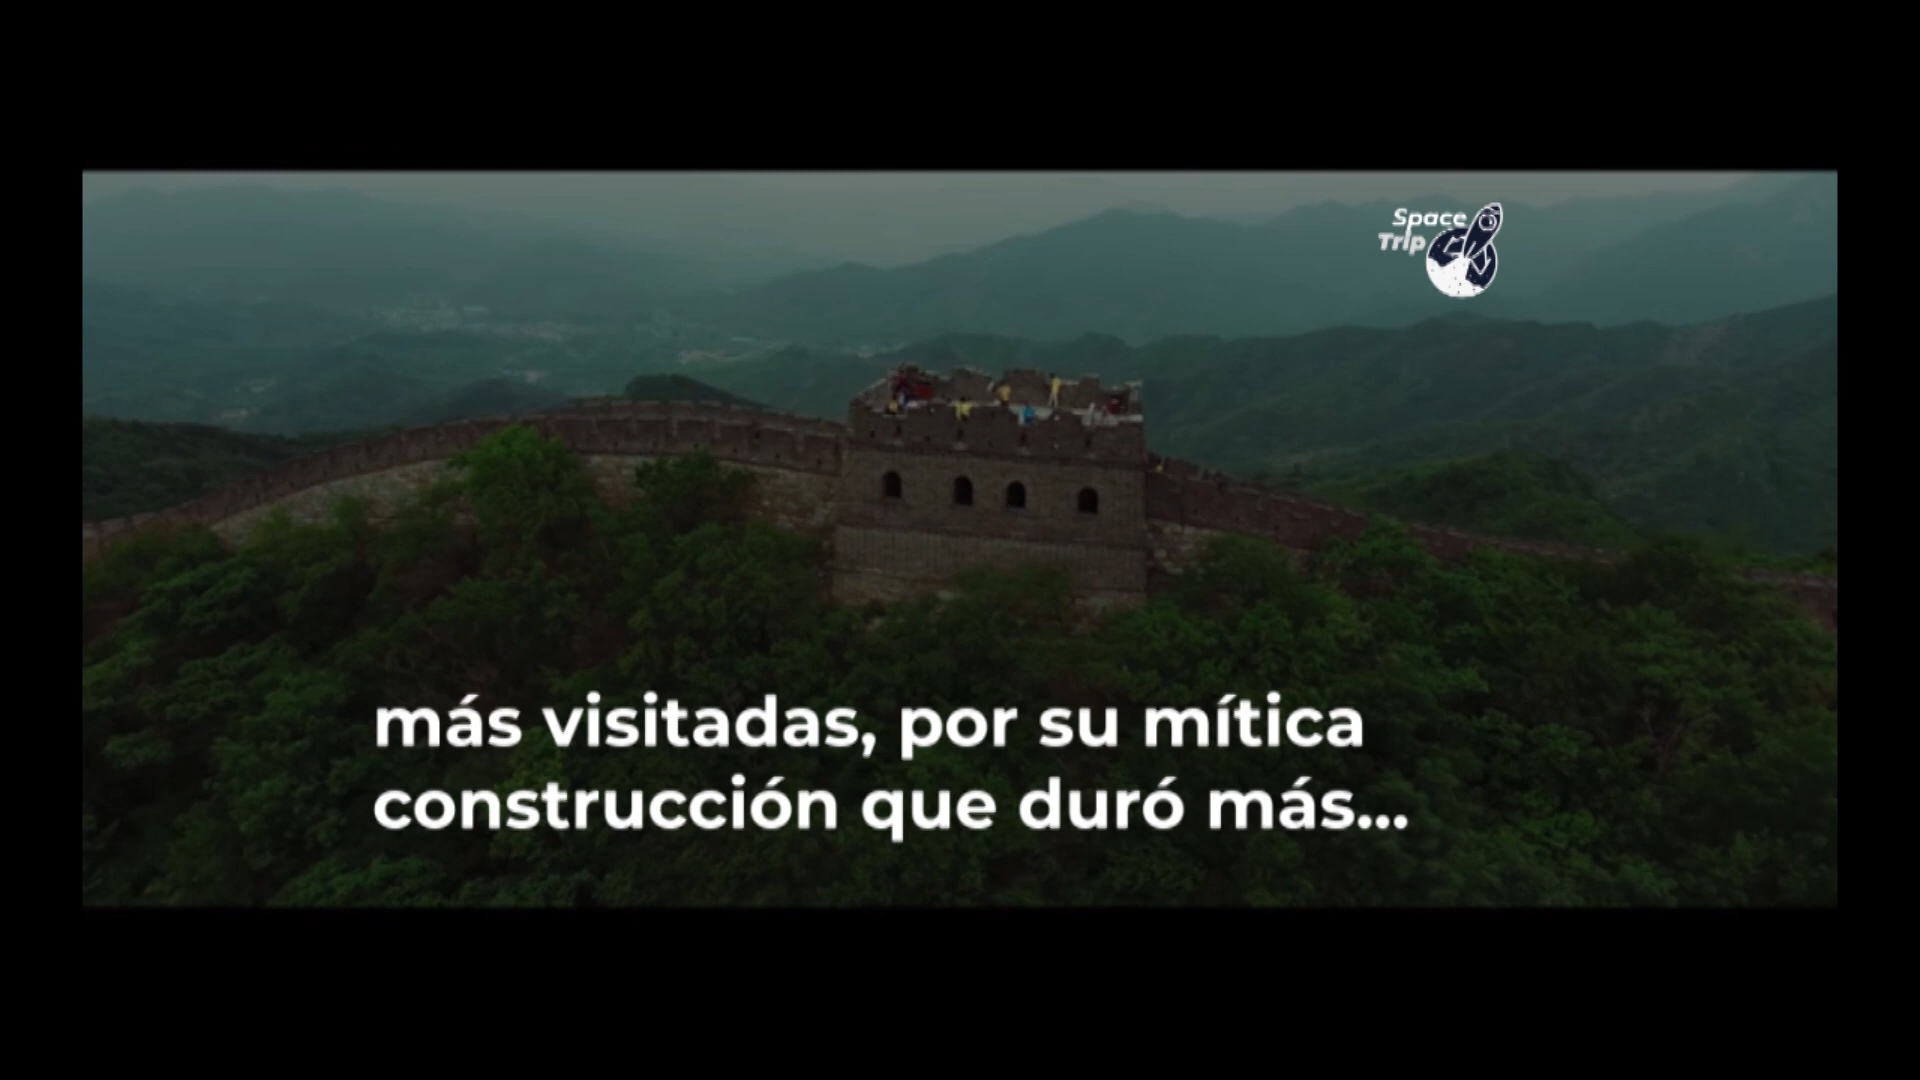 Space
Trip
más visitadas, por su mítica
construcción que duró más...